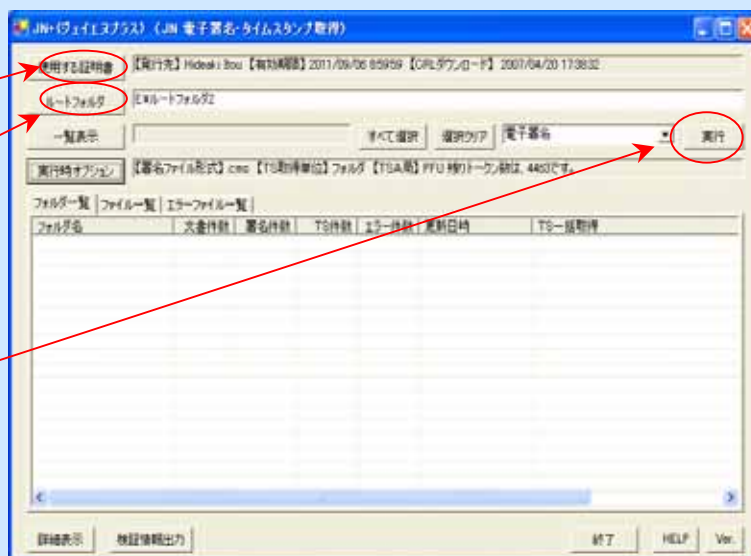 JN+(ジェイエヌプラス) (JN 電子署名・タイムスタンプ取得)
使用する証明書 【発行先】Hideaki Bou 【有効期限】2011/09/06 85959 【CRLダウンロード】2007/04/20 173832
ルートフォルダ E:¥ルートフォルダ2
一覧表示 すべて選択 選択クリア 電子署名 実行
実行時オプション 【署名ファイル形式】cms 【TS取得単位】フォルダ 【TSA局】PFU 残りトークン数は、です。
フォルダ一覧 ファイル一覧 エラーファイル一覧
フォルダ名 文書件数 署名件数 TS件数 エラー件数 更新日時 TS一括取得
詳細表示 検証情報出力 終了 HELP Ver.